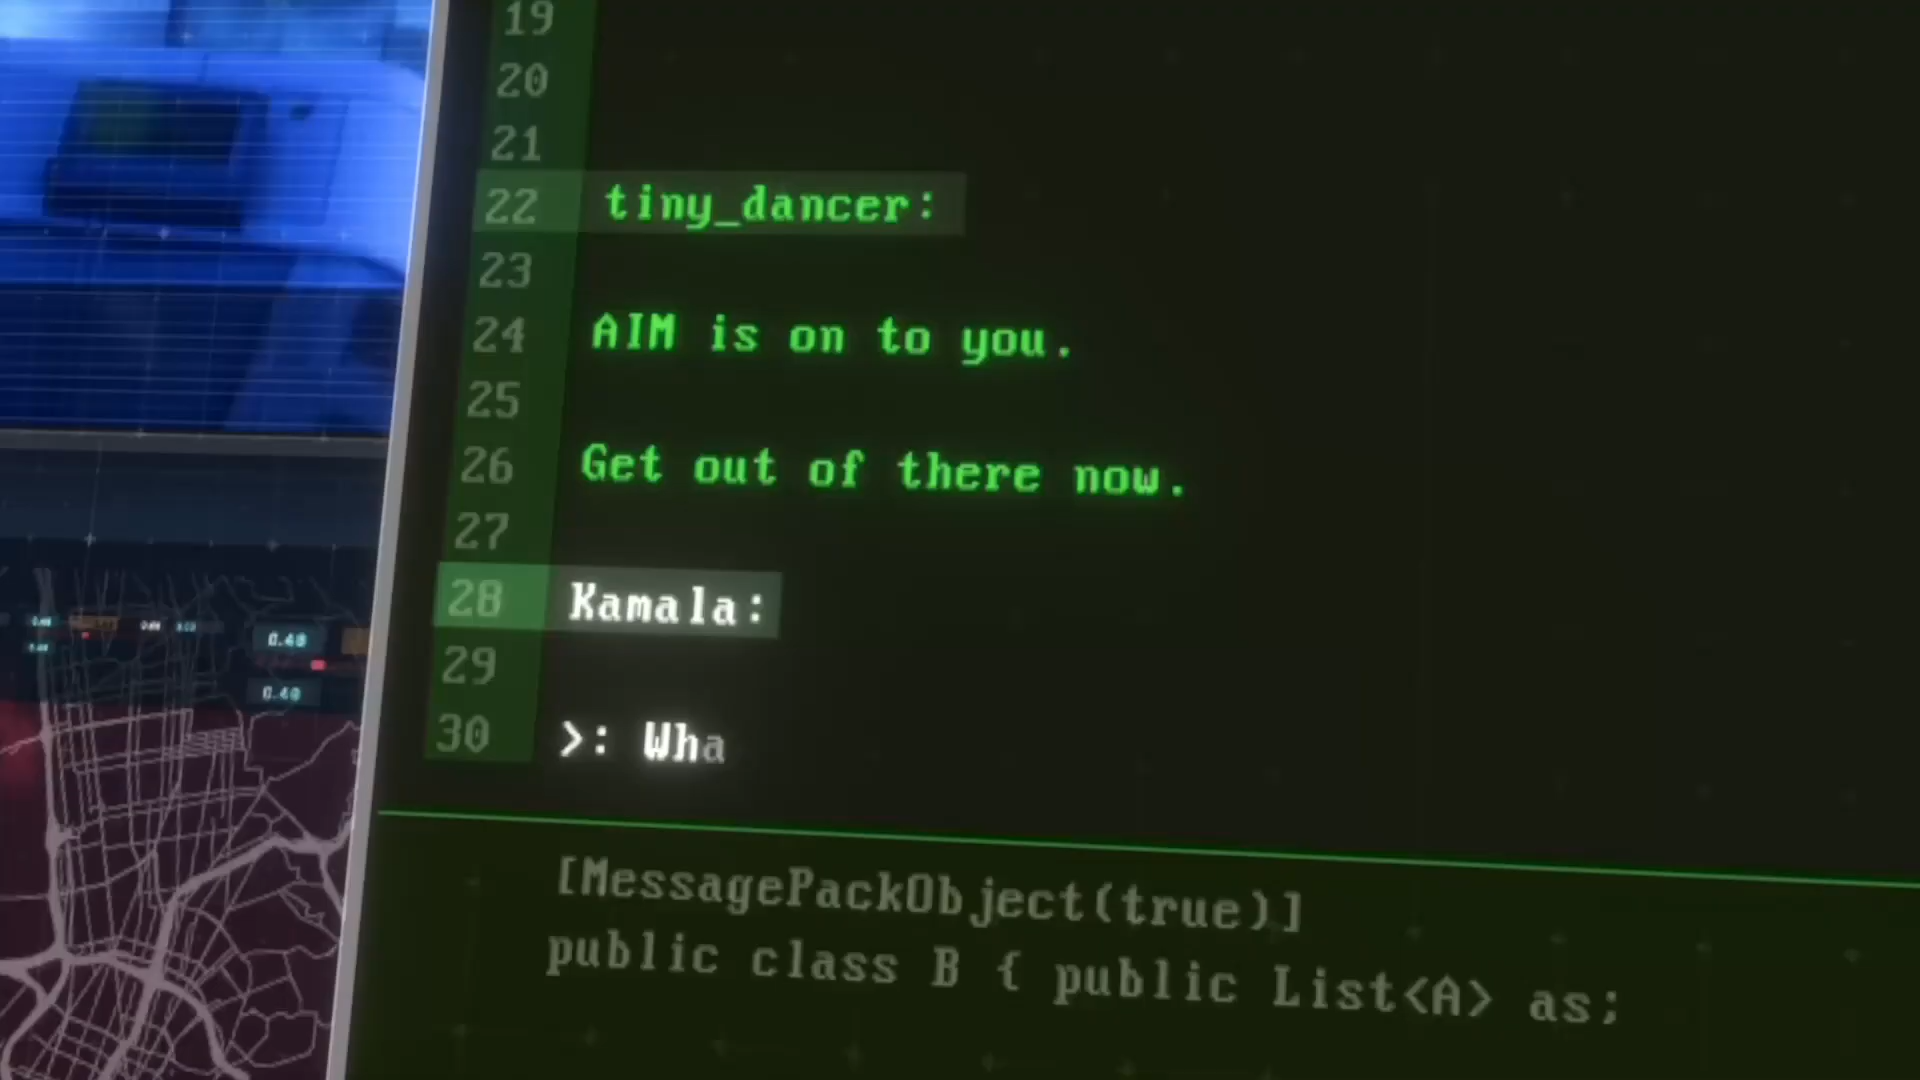 19
20
21
22 tiny_dancer:
23
24 AIM is on to you.
25
26 Get out of there now.
27
28 Kamala:
29
30 >: Wha
[MessagePackObject(true)]
public class B { public List<A> as;
0.40
0.40